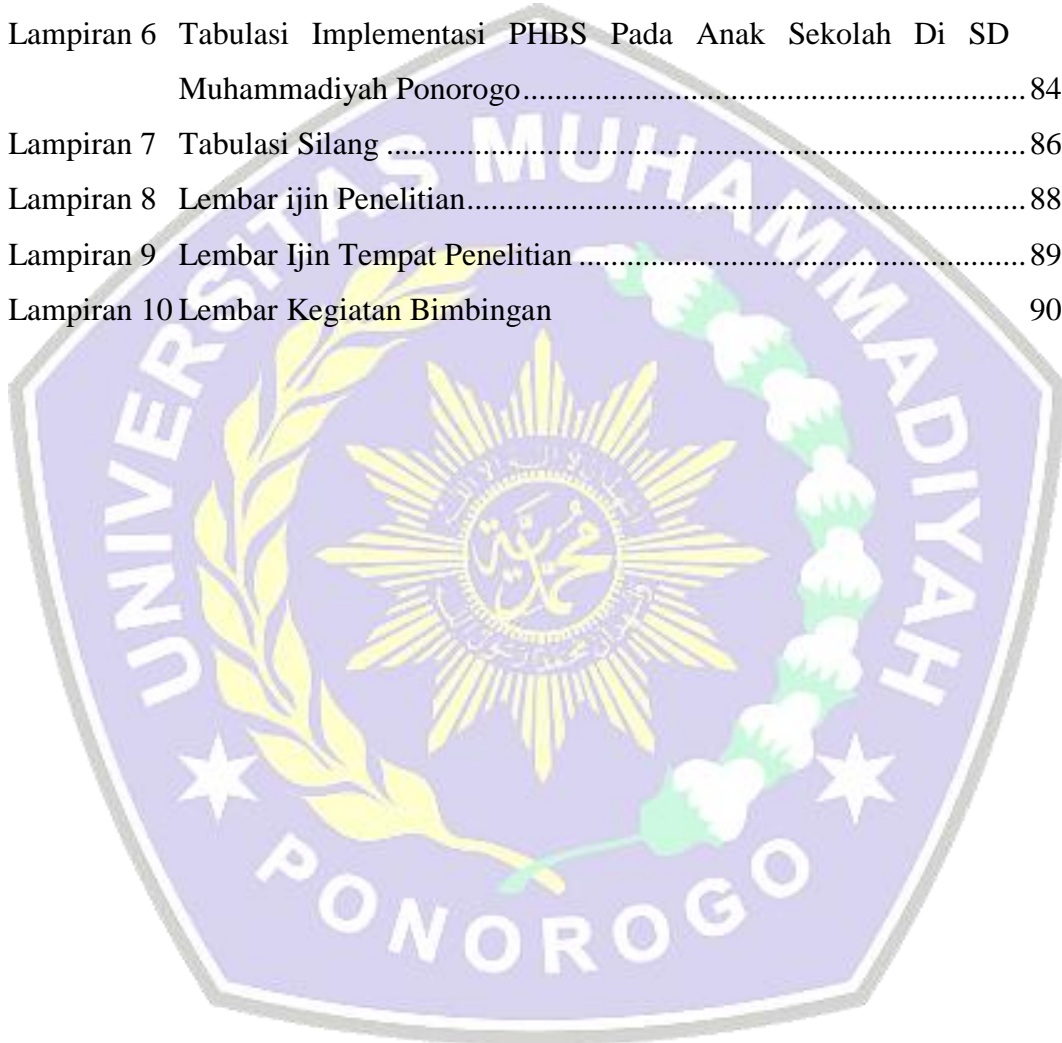 Lampiran 6 Tabulasi Implementasi PHBS Pada Anak Sekolah Di SD
Muhammadiyah Ponorogo................................................................ 84
Lampiran 7 Tabulasi Silang ................................................................................. 86
Lampiran 8 Lembar ijin Penelitian....................................................................... 88
Lampiran 9 Lembar Ijin Tempat Penelitian ......................................................... 89
Lampiran 10 Lembar Kegiatan Bimbingan 90
UNIVERSITAS MUHAMMADIYAH
PONOROGO
محمدية